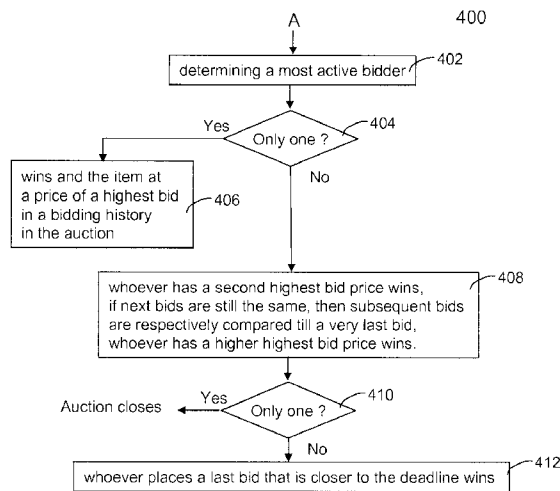 A
400
determining a most active bidder
402
Yes
Only one ?
404
wins and the item at
a price of a highest bid
in a bidding history
in the auction
406
No
whoever has a second highest bid price wins,
if next bids are still the same, then subsequent bids
are respectively compared till a very last bid,
whoever has a higher highest bid price wins.
408
Auction closes
Yes
Only one ?
410
No
whoever places a last bid that is closer to the deadline wins
412